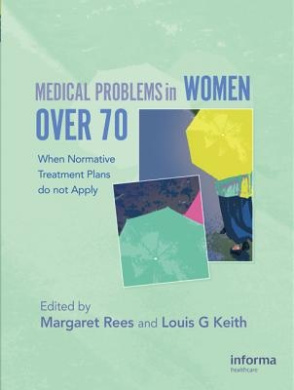 MEDICAL PROBLEMS in WOMEN
OVER 70
When Normative
Treatment Plans
do not Apply
Edited by
Margaret Rees and Louis G Keith
informa
healthcare